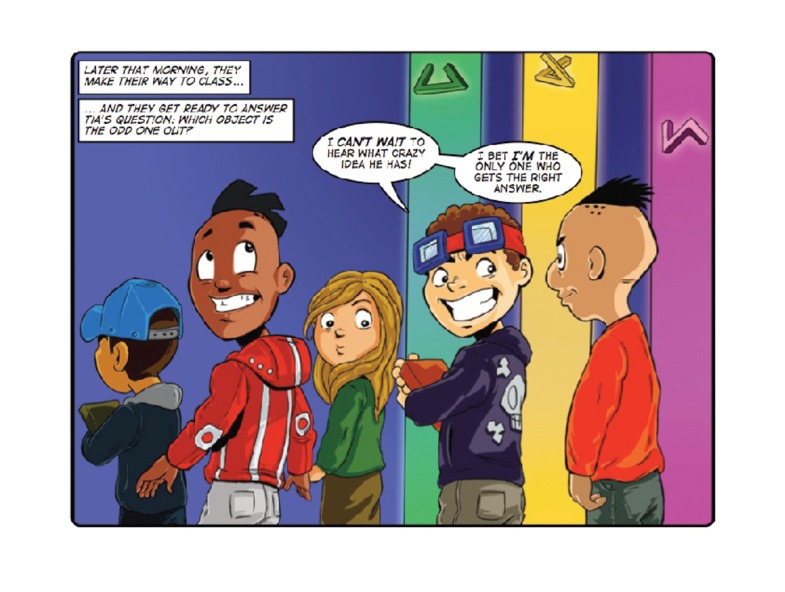 LATER THAT MORNING, THEY
MAKE THEIR WAY TO CLASS...
... AND THEY GET READY TO ANSWER
TIA'S QUESTION: WHICH OBJECT IS
THE ODD ONE OUT?
I CAN'T WAIT TO
HEAR WHAT CRAZY
IDEA HE HAS!
I BET I'M THE
ONLY ONE WHO
GETS THE RIGHT
ANSWER.